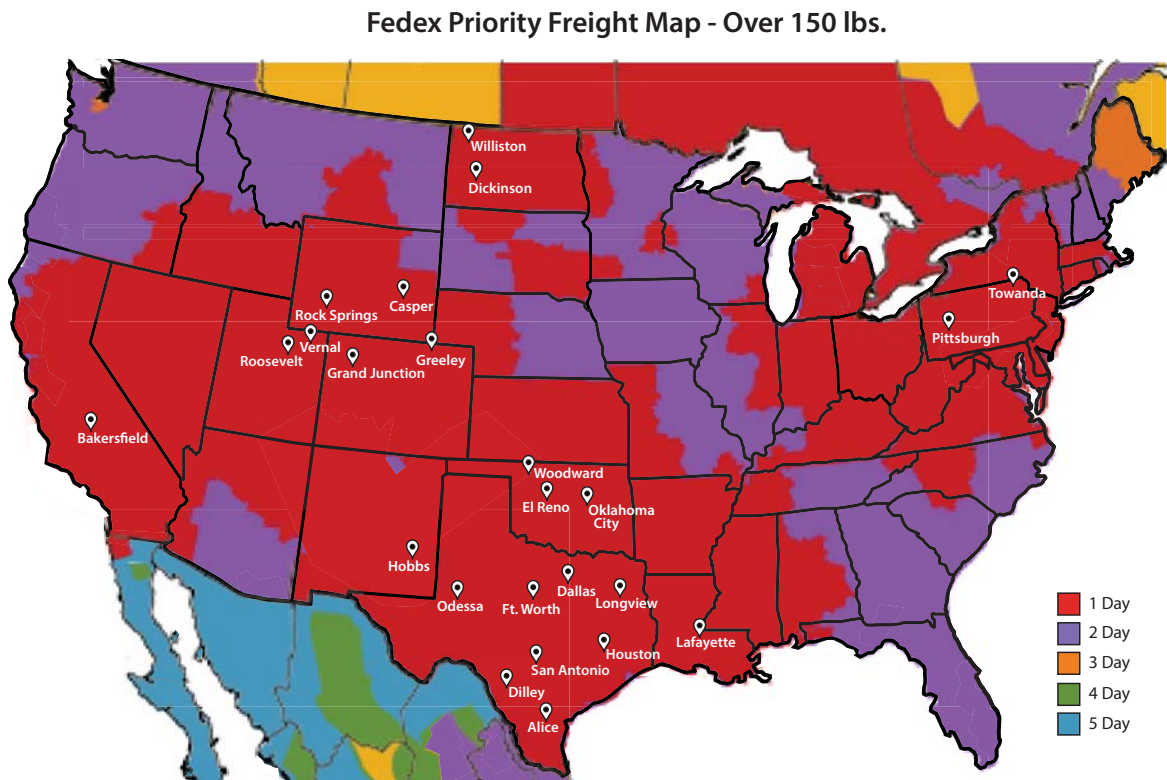 Fedex Priority Freight Map - Over 150 lbs.
Williston
Dickinson
Casper
Rock Springs
Towanda
Pittsburgh
Vernal
Roosevelt
Greeley
Grand Junction
Bakersfield
Woodward
El Reno
Oklahoma
City
Hobbs
Odessa
Ft. Worth
Dallas
Longview
Lafayette
Houston
San Antonio
Dilley
Alice
1 Day
2 Day
3 Day
4 Day
5 Day